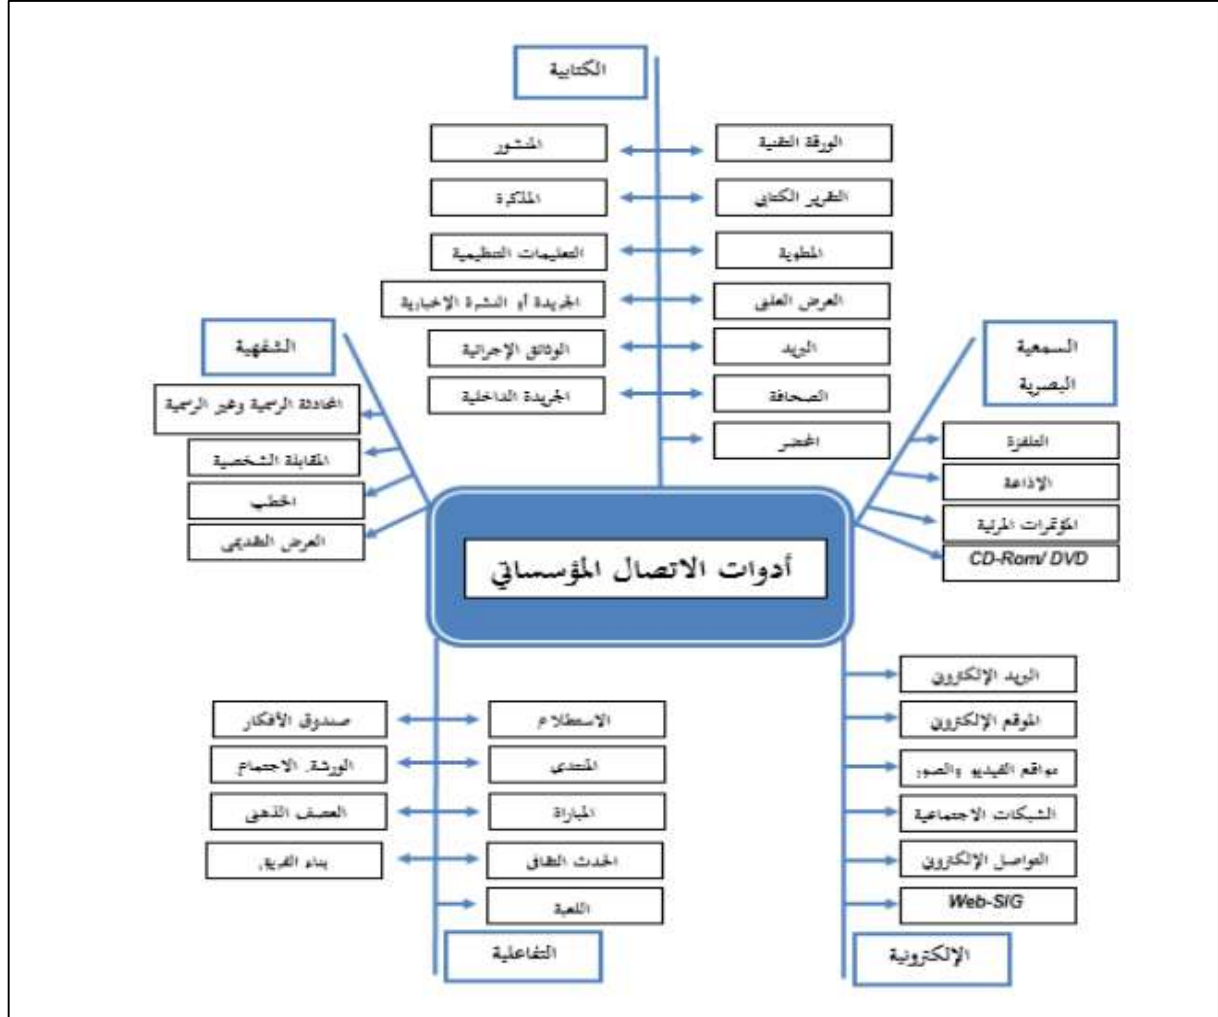 الكتابية
الورقة التقنية
المنشور
التقرير الكتابي
المذكرة
المطوية
التعليمات التنظيمية
العرض العلني
الجريدة أو النشرة الإخبارية
البريد
الوثائق الإجرائية
الصحافة
الجريدة الداخلية
المحضر
السمعية
البصرية
التلفزة
الإذاعة
المؤتمرات المرئية
CD-Rom/ DVD
الشفهية
المحادثة الرسمية وغير الرسمية
المقابلة الشخصية
الخطب
العرض التقديمي
أدوات الاتصال المؤسساتي
البريد الإلكتروني
الموقع الإلكتروني
مواقع الفيديو والصور
الشبكات الاجتماعية
التواصل الإلكتروني
Web-SIG
الإلكترونية
الاستطلاع
صندوق الأفكار
المنتدى
الورشة، الاجتماع
المباراة
العصف الذهني
الحدث الثقافي
بناء الفريق
اللعبة
التفاعلية